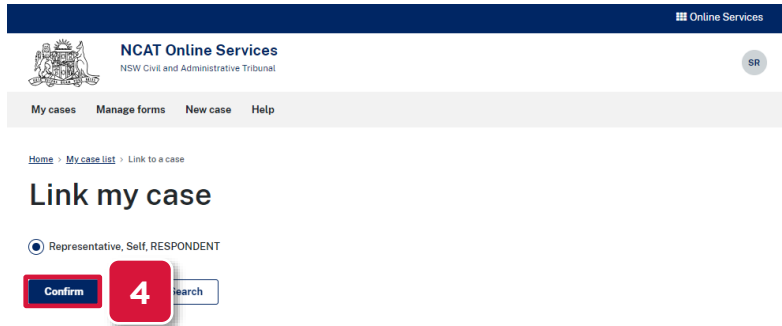 Online Services
NCAT Online Services
NSW Civil and Administrative Tribunal
SR
My cases Manage forms New case Help
Home > My case list > Link to a case
Link my case
Representative, Self, RESPONDENT
Confirm 4 Search